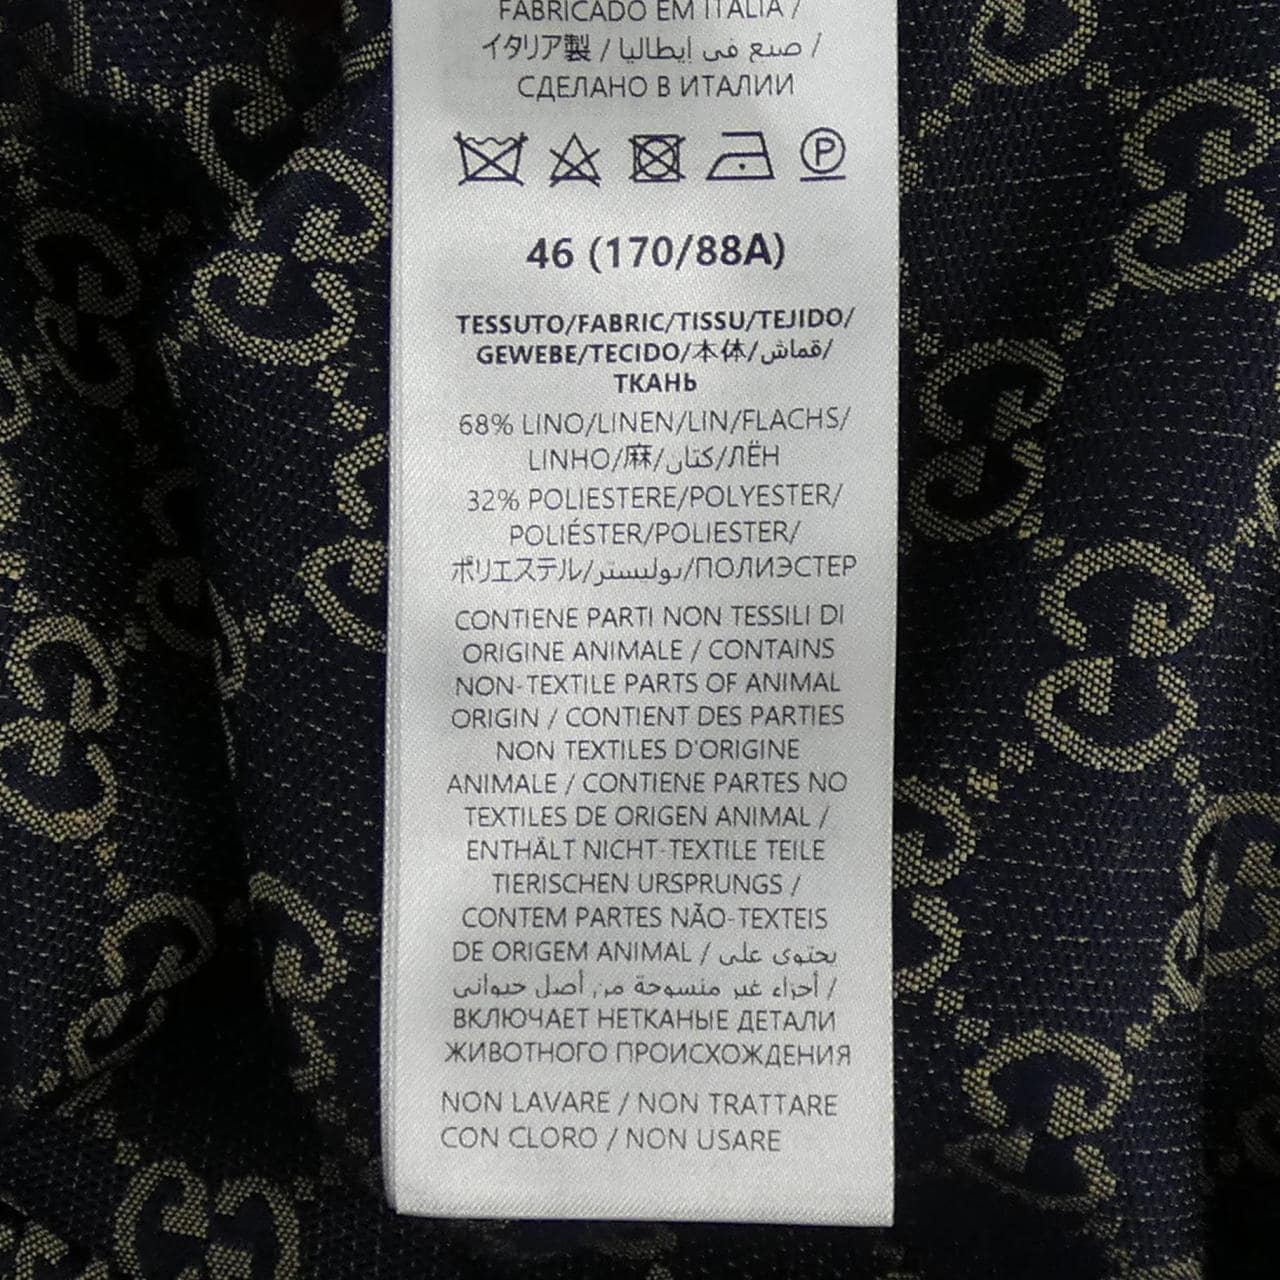 FABRICADO EM ITALIA /
イタリア製 / صنع في إيطاليا /
СДЕЛАНО В ИТАЛИИ
P
46 (170/88A)
TESSUTO/FABRIC/TISSU/TEJIDO/
GEWEBE/TECIDO/本体/قماش/
ТКАНЬ
68% LINO/LINEN/LIN/FLACHS/
LINHO/麻/كتان/ЛЁН
32% POLIESTERE/POLYESTER/
POLIÉSTER/POLIESTER/
ポリエステル/بوليستر/ПОЛИЭСТЕР
CONTIENE PARTI NON TESSILI DI
ORIGINE ANIMALE / CONTAINS
NON-TEXTILE PARTS OF ANIMAL
ORIGIN / CONTIENT DES PARTIES
NON TEXTILES D'ORIGINE
ANIMALE / CONTIENE PARTES NO
TEXTILES DE ORIGEN ANIMAL /
ENTHÄLT NICHT-TEXTILE TEILE
TIERISCHEN URSPRUNGS /
CONTEM PARTES NÃO-TEXTEIS
DE ORIGEM ANIMAL / يحتوي على
أجزاء غير منسوجة من أصل حيواني /
ВКЛЮЧАЕТ НЕТКАНЫЕ ДЕТАЛИ
ЖИВОТНОГО ПРОИСХОЖДЕНИЯ
NON LAVARE / NON TRATTARE
CON CLORO / NON USARE